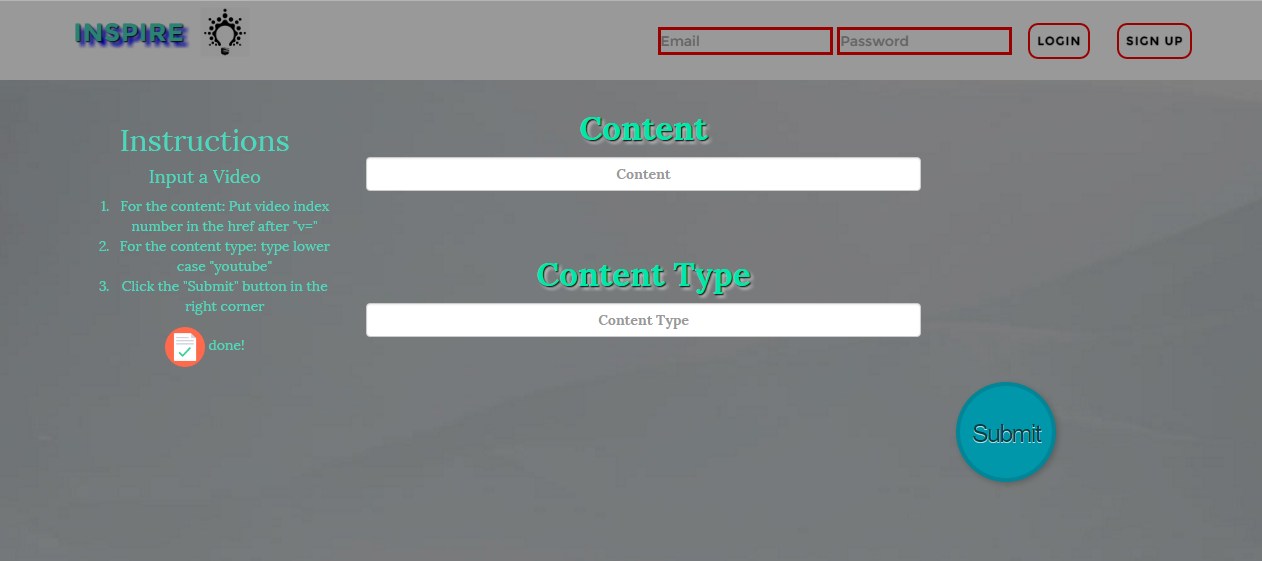 INSPIRE
Email
Password
LOGIN
SIGN UP
Instructions
Input a Video
1. For the content: Put video index
number in the href after "v="
2. For the content type: type lower
case "youtube"
3. Click the "Submit" button in the
right corner
done!
Content
Content
Content Type
Content Type
Submit